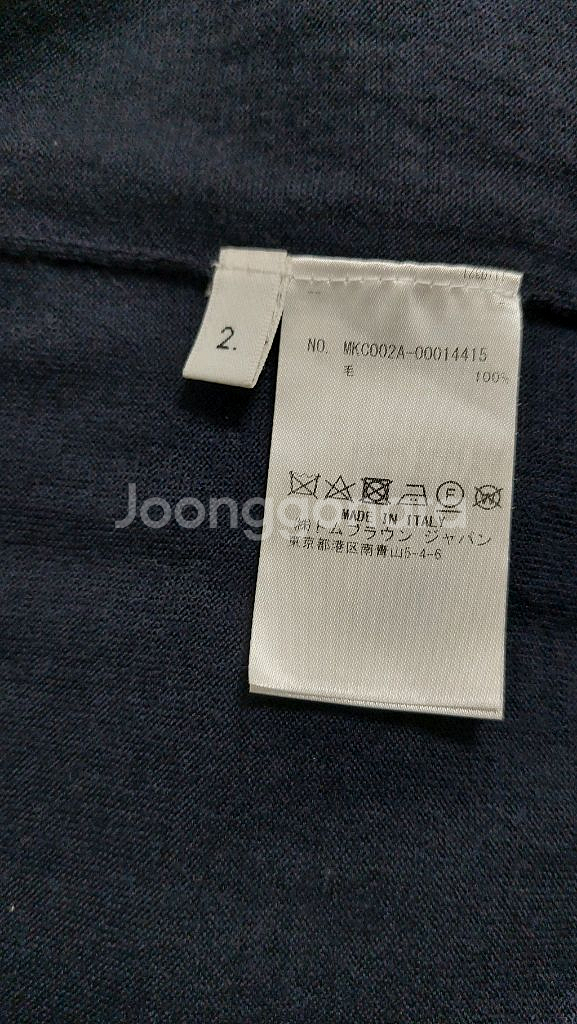 2.
NO. MKC002A-00014415
毛 100%
F
W
MADE IN ITALY
㈱トムブラウン ジャパン
東京都港区南青山5-4-6
Joonggonara